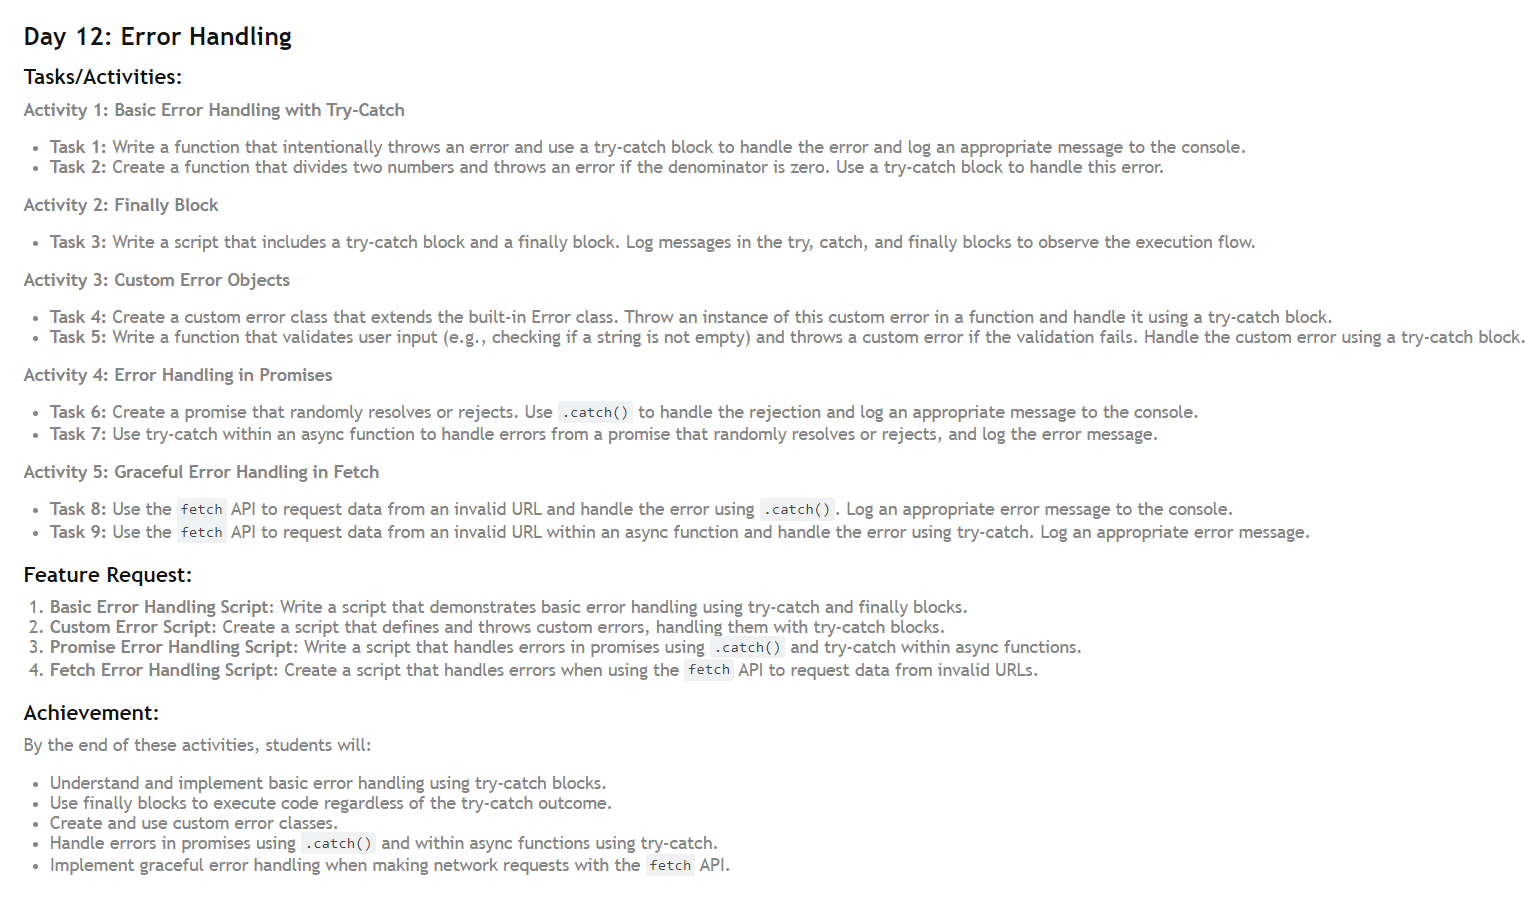 Day 12: Error Handling
Tasks/Activities:
Activity 1: Basic Error Handling with Try-Catch
• Task 1: Write a function that intentionally throws an error and use a try-catch block to handle the error and log an appropriate message to the console.
• Task 2: Create a function that divides two numbers and throws an error if the denominator is zero. Use a try-catch block to handle this error.
Activity 2: Finally Block
• Task 3: Write a script that includes a try-catch block and a finally block. Log messages in the try, catch, and finally blocks to observe the execution flow.
Activity 3: Custom Error Objects
• Task 4: Create a custom error class that extends the built-in Error class. Throw an instance of this custom error in a function and handle it using a try-catch block.
• Task 5: Write a function that validates user input (e.g., checking if a string is not empty) and throws a custom error if the validation fails. Handle the custom error using a try-catch block.
Activity 4: Error Handling in Promises
• Task 6: Create a promise that randomly resolves or rejects. Use .catch() to handle the rejection and log an appropriate message to the console.
• Task 7: Use try-catch within an async function to handle errors from a promise that randomly resolves or rejects, and log the error message.
Activity 5: Graceful Error Handling in Fetch
• Task 8: Use the fetch API to request data from an invalid URL and handle the error using .catch(). Log an appropriate error message to the console.
• Task 9: Use the fetch API to request data from an invalid URL within an async function and handle the error using try-catch. Log an appropriate error message.
Feature Request:
1. Basic Error Handling Script: Write a script that demonstrates basic error handling using try-catch and finally blocks.
2. Custom Error Script: Create a script that defines and throws custom errors, handling them with try-catch blocks.
3. Promise Error Handling Script: Write a script that handles errors in promises using .catch() and try-catch within async functions.
4. Fetch Error Handling Script: Create a script that handles errors when using the fetch API to request data from invalid URLs.
Achievement:
By the end of these activities, students will:
• Understand and implement basic error handling using try-catch blocks.
• Use finally blocks to execute code regardless of the try-catch outcome.
• Create and use custom error classes.
• Handle errors in promises using .catch() and within async functions using try-catch.
• Implement graceful error handling when making network requests with the fetch API.